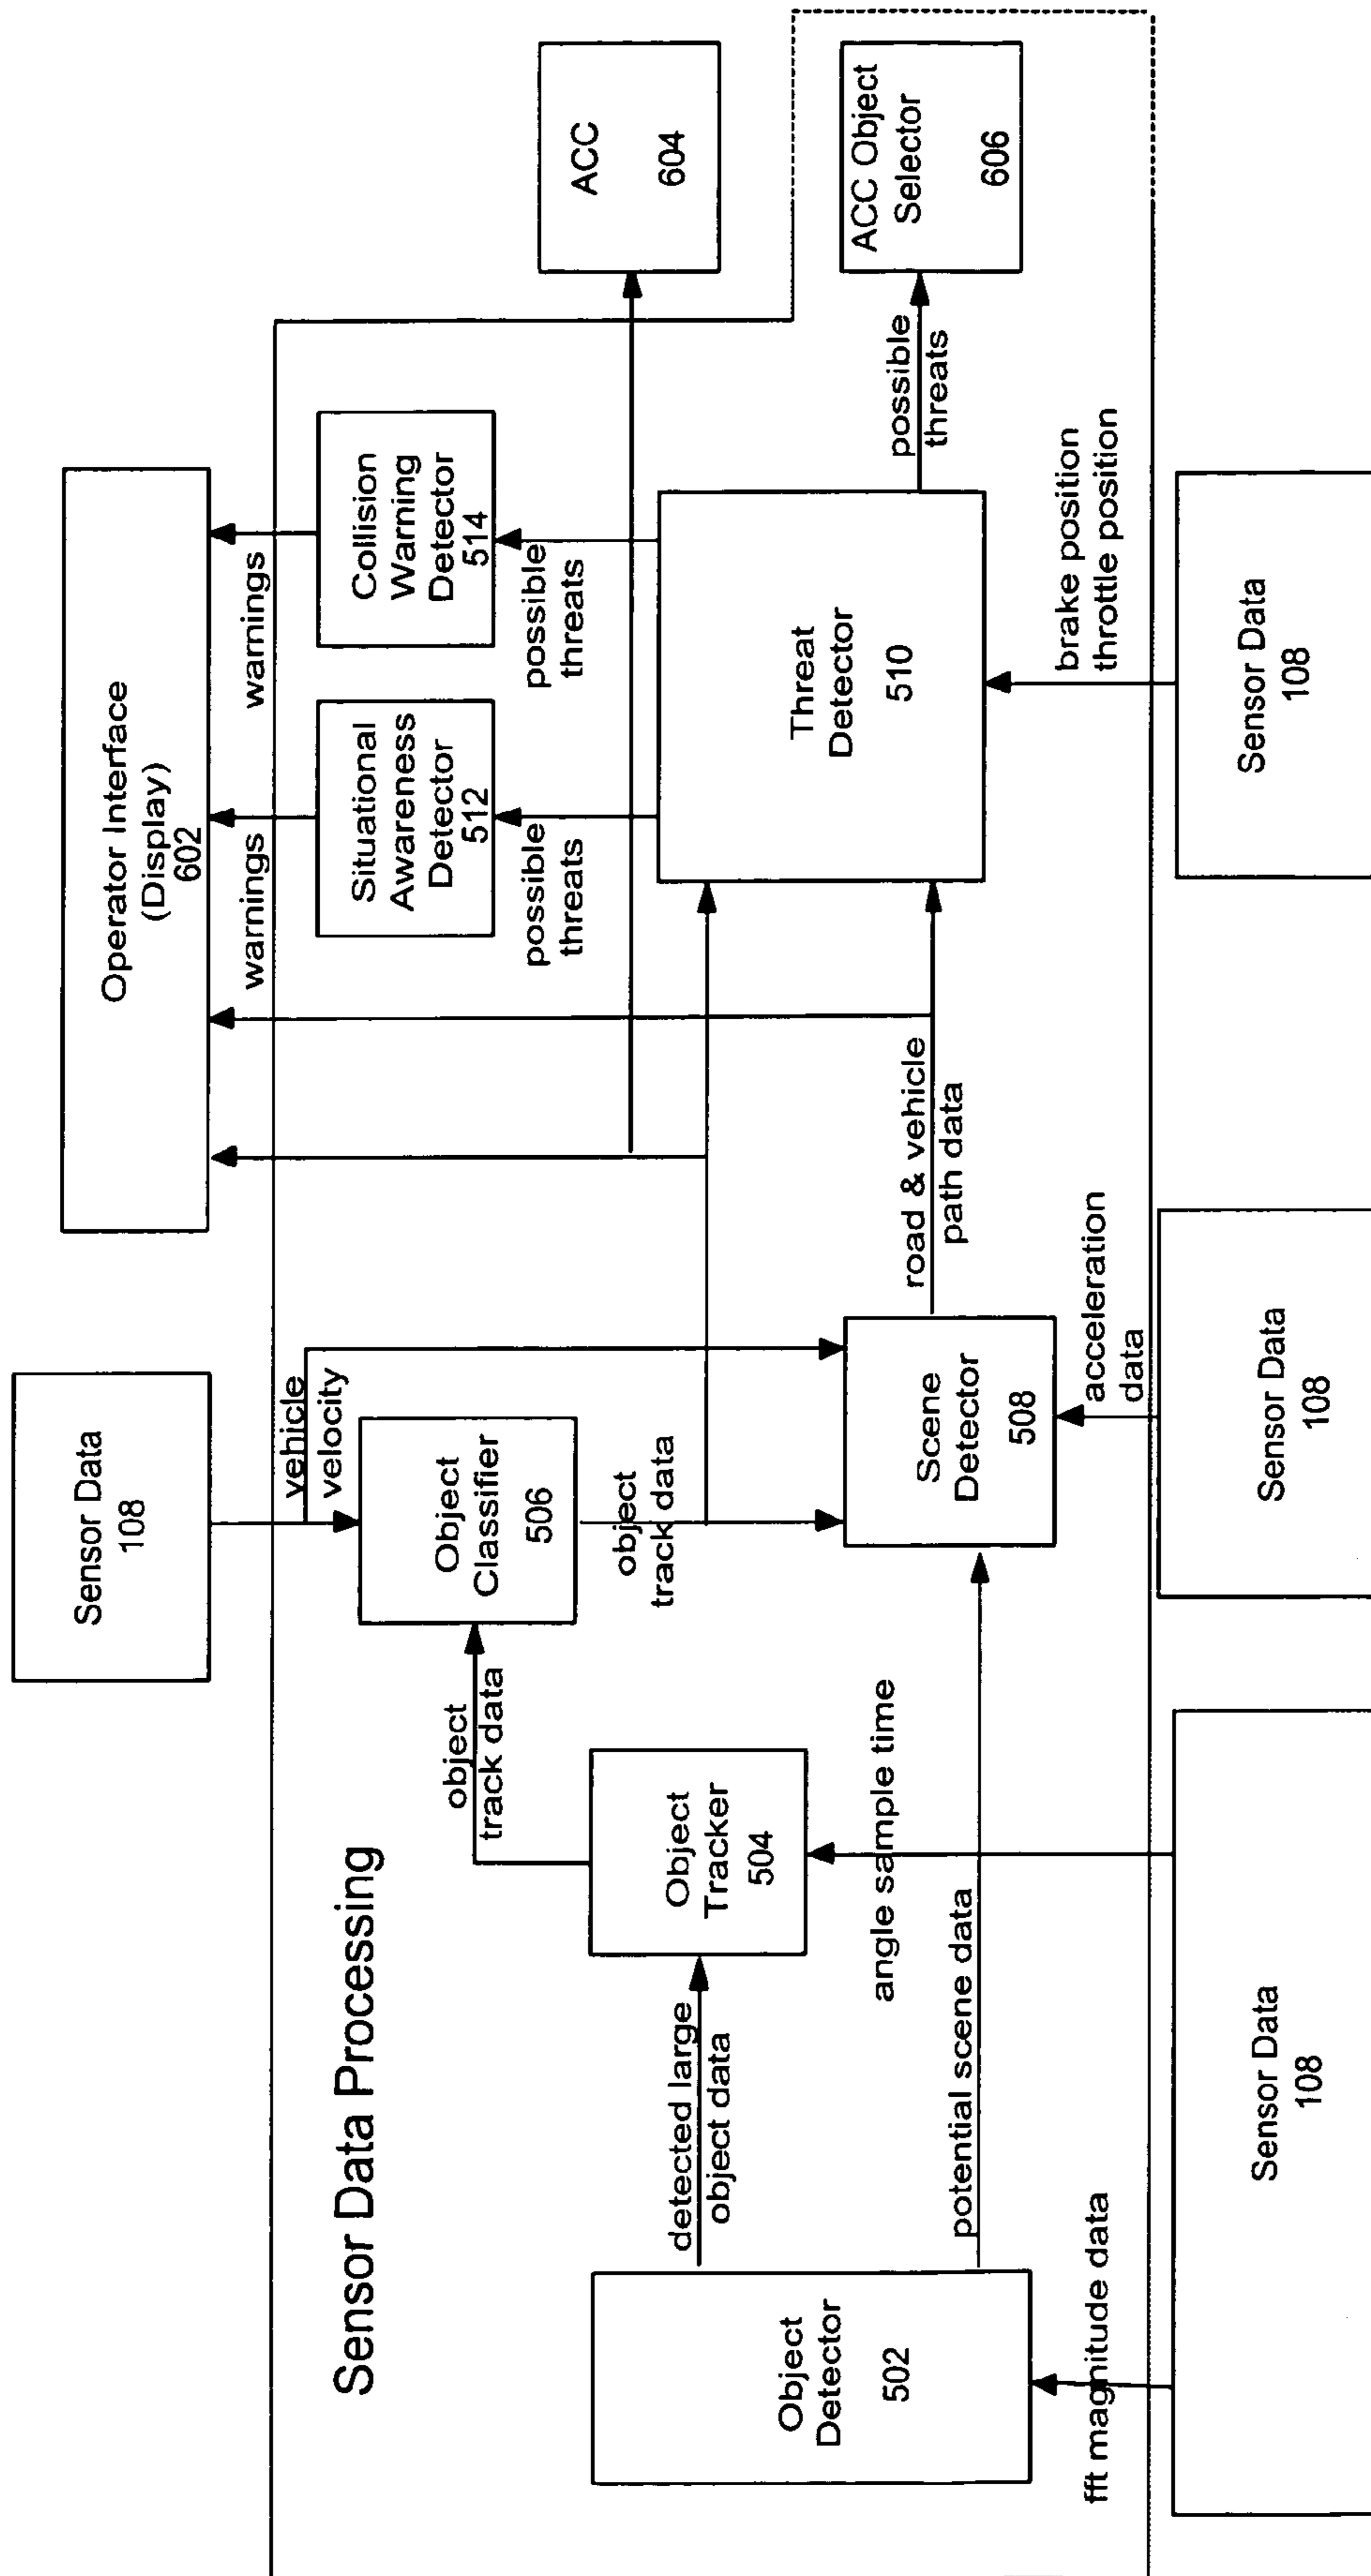 Sensor Data Processing
Sensor Data
108
Operator Interface
(Display)
602
vehicle
velocity
warnings
warnings
Object
Classifier
506
Situational
Awareness
Detector
512
Collision
Warning
Detector
514
object
track data
object
track data
possible
threats
possible
threats
ACC
604
detected large
object data
Object
Tracker
504
Object
Detector
502
angle sample time
potential scene data
Scene
Detector
508
road & vehicle
path data
Threat
Detector
510
possible
threats
ACC Object
Selector
606
fft magnitude data
acceleration
data
brake position
throttle position
Sensor Data
108
Sensor Data
108
Sensor Data
108